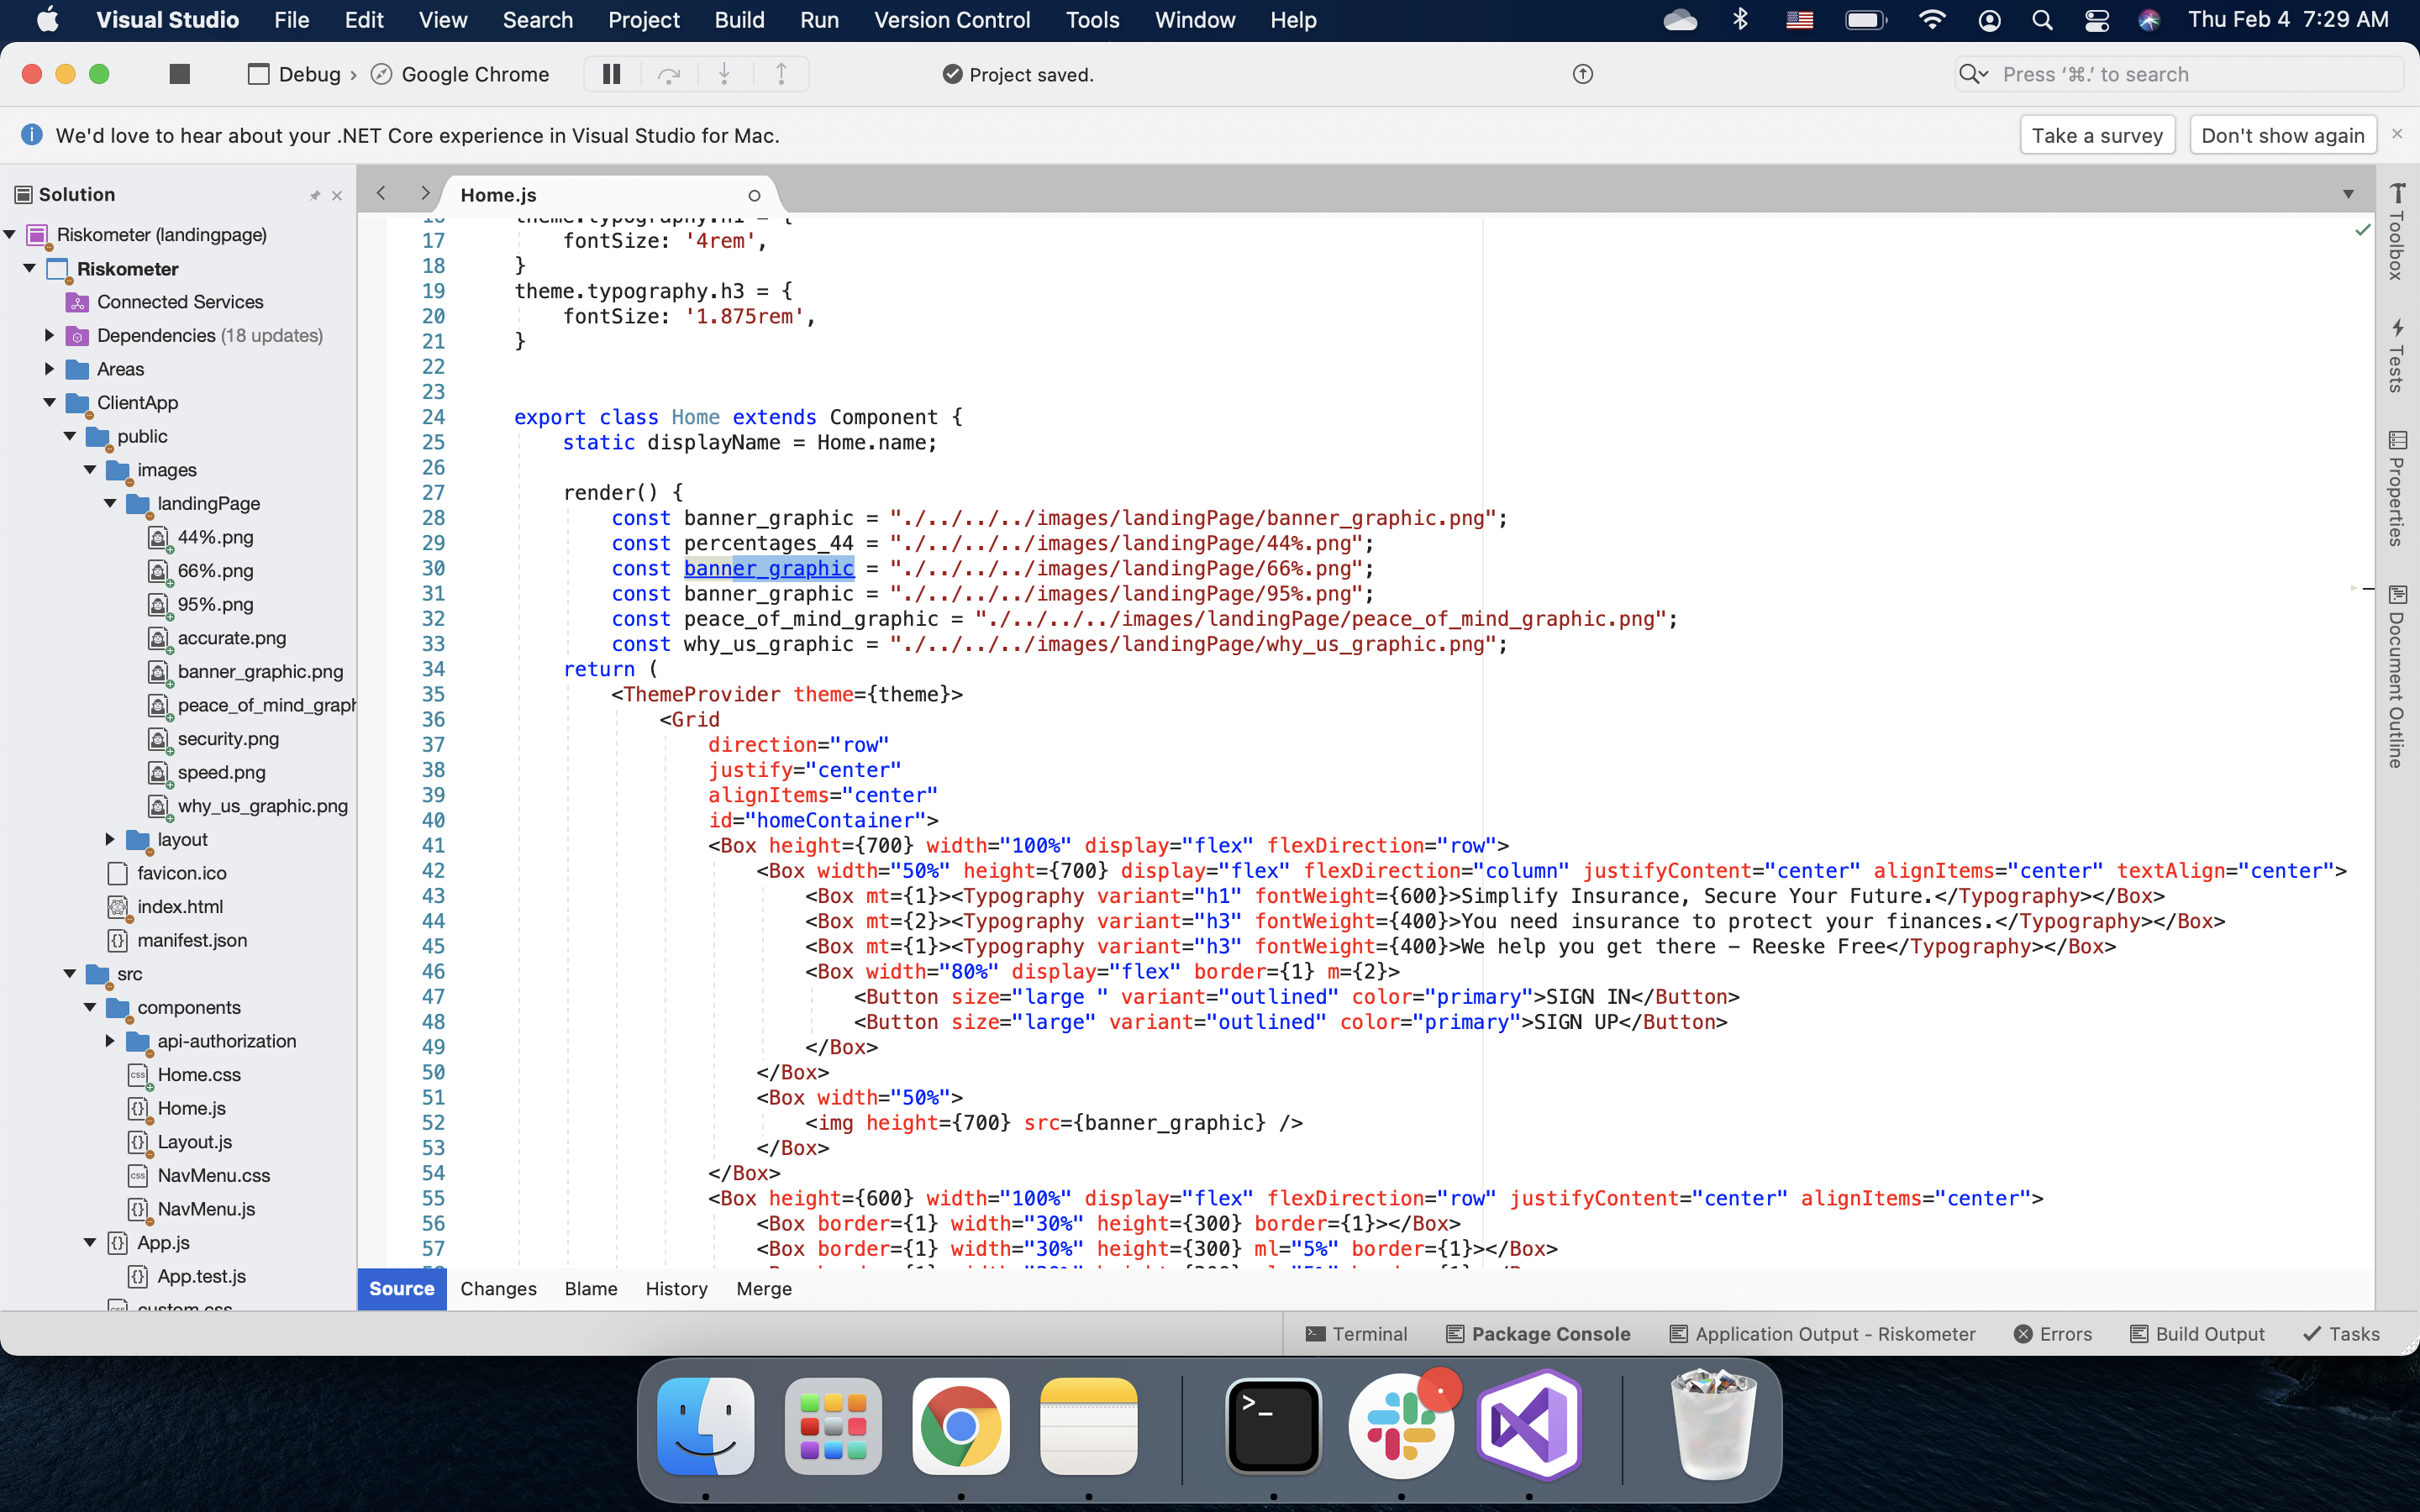 Visual Studio File Edit View Search Project Build Run Version Control Tools Window Help Thu Feb 4 7:29 AM
Debug › Google Chrome Project saved. Press ‘⌘.’ to search
We'd love to hear about your .NET Core experience in Visual Studio for Mac. Take a survey Don't show again
Solution
Riskometer (landingpage)
Riskometer
Connected Services
Dependencies (18 updates)
Areas
ClientApp
public
images
landingPage
44%.png
66%.png
95%.png
accurate.png
banner_graphic.png
peace_of_mind_grap
security.png
speed.png
why_us_graphic.png
layout
favicon.ico
index.html
manifest.json
src
components
api-authorization
Home.css
Home.js
Layout.js
NavMenu.css
NavMenu.js
App.js
App.test.js
custom.css
Home.js
16 theme.typography.h1 = {
17 fontSize: '4rem',
18 }
19 theme.typography.h3 = {
20 fontSize: '1.875rem',
21 }
22
23
24 export class Home extends Component {
25 static displayName = Home.name;
26
27 render() {
28 const banner_graphic = "./../../../images/landingPage/banner_graphic.png";
29 const percentages_44 = "./../../../images/landingPage/44%.png";
30 const banner_graphic = "./../../../images/landingPage/66%.png";
31 const banner_graphic = "./../../../images/landingPage/95%.png";
32 const peace_of_mind_graphic = "./../../../images/landingPage/peace_of_mind_graphic.png";
33 const why_us_graphic = "./../../../images/landingPage/why_us_graphic.png";
34 return (
35 <ThemeProvider theme={theme}>
36 <Grid
37 direction="row"
38 justify="center"
39 alignItems="center"
40 id="homeContainer">
41 <Box height={700} width="100%" display="flex" flexDirection="row">
42 <Box width="50%" height={700} display="flex" flexDirection="column" justifyContent="center" alignItems="center" textAlign="center">
43 <Box mt={1}><Typography variant="h1" fontWeight={600}>Simplify Insurance, Secure Your Future.</Typography></Box>
44 <Box mt={2}><Typography variant="h3" fontWeight={400}>You need insurance to protect your finances.</Typography></Box>
45 <Box mt={1}><Typography variant="h3" fontWeight={400}>We help you get there – Reeske Free</Typography></Box>
46 <Box width="80%" display="flex" border={1} m={2}>
47 <Button size="large " variant="outlined" color="primary">SIGN IN</Button>
48 <Button size="large" variant="outlined" color="primary">SIGN UP</Button>
49 </Box>
50 </Box>
51 <Box width="50%">
52 <img height={700} src={banner_graphic} />
53 </Box>
54 </Box>
55 <Box height={600} width="100%" display="flex" flexDirection="row" justifyContent="center" alignItems="center">
56 <Box border={1} width="30%" height={300} border={1}></Box>
57 <Box border={1} width="30%" height={300} ml="5%" border={1}></Box>
Toolbox
Tests
Properties
Document Outline
Source Changes Blame History Merge
Terminal Package Console Application Output - Riskometer Errors Build Output Tasks